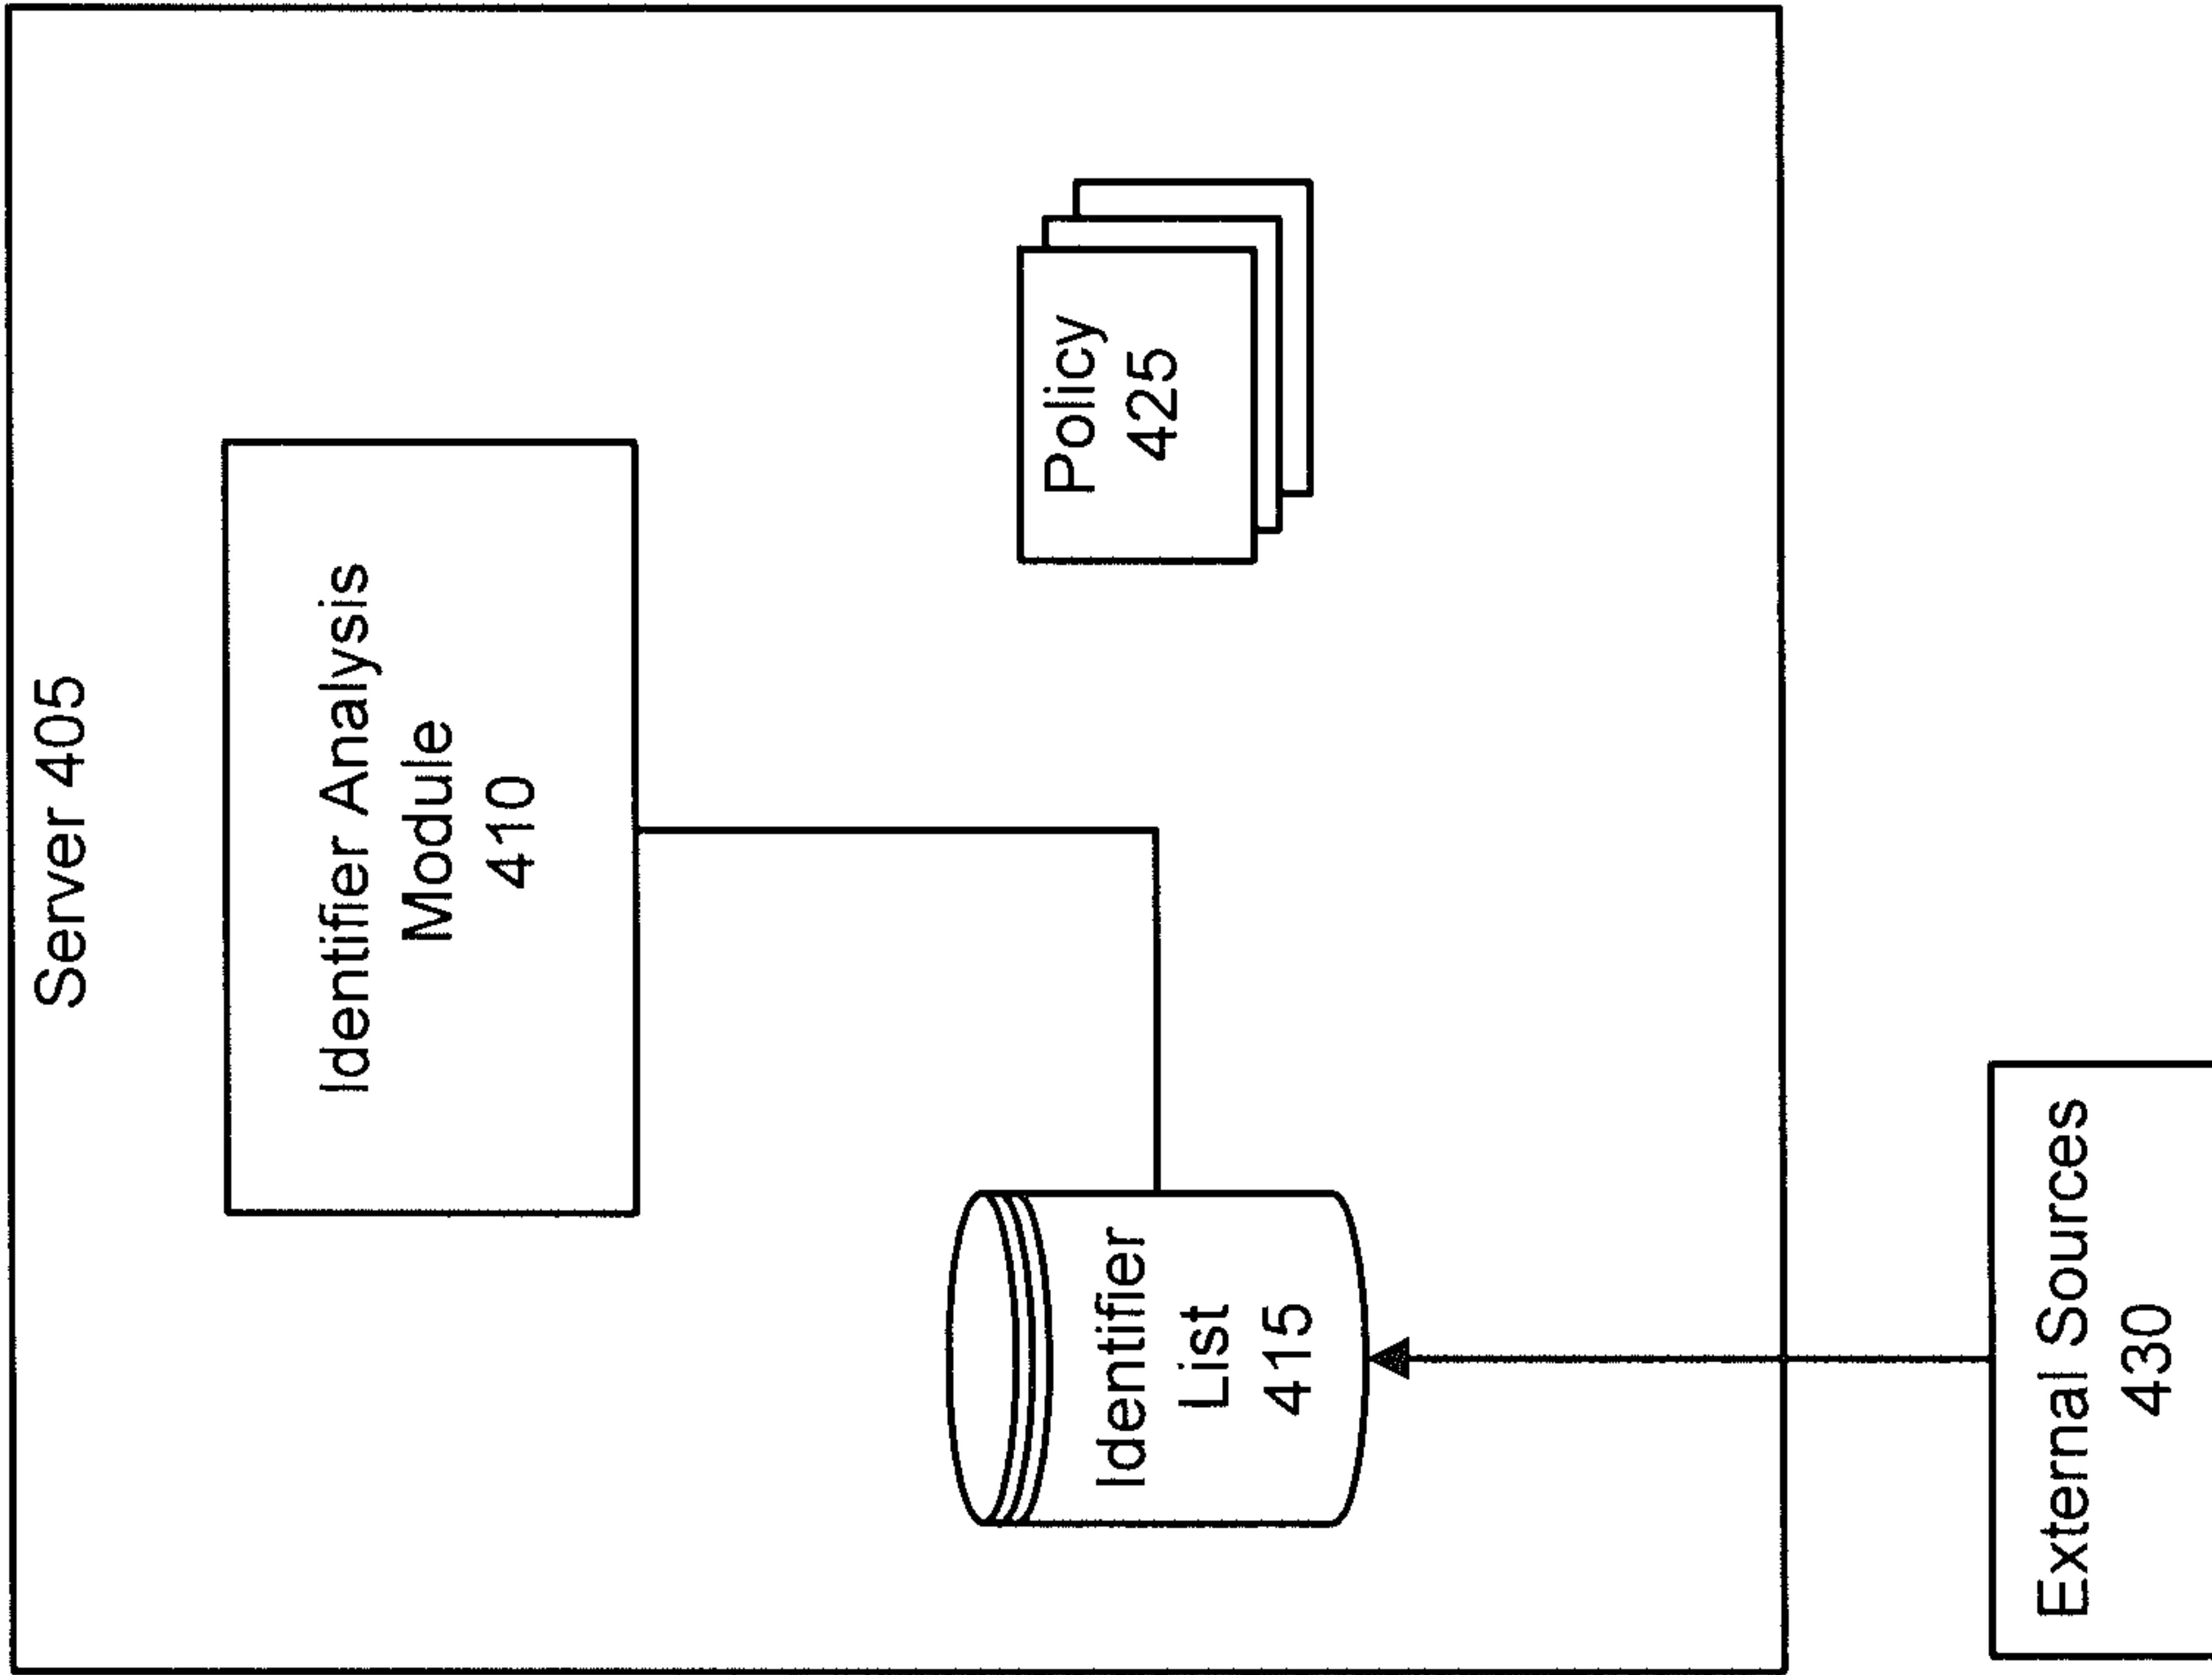 Server 405
Identifier Analysis
Module
410
Identifier
List
415
Policy
425
External Sources
430